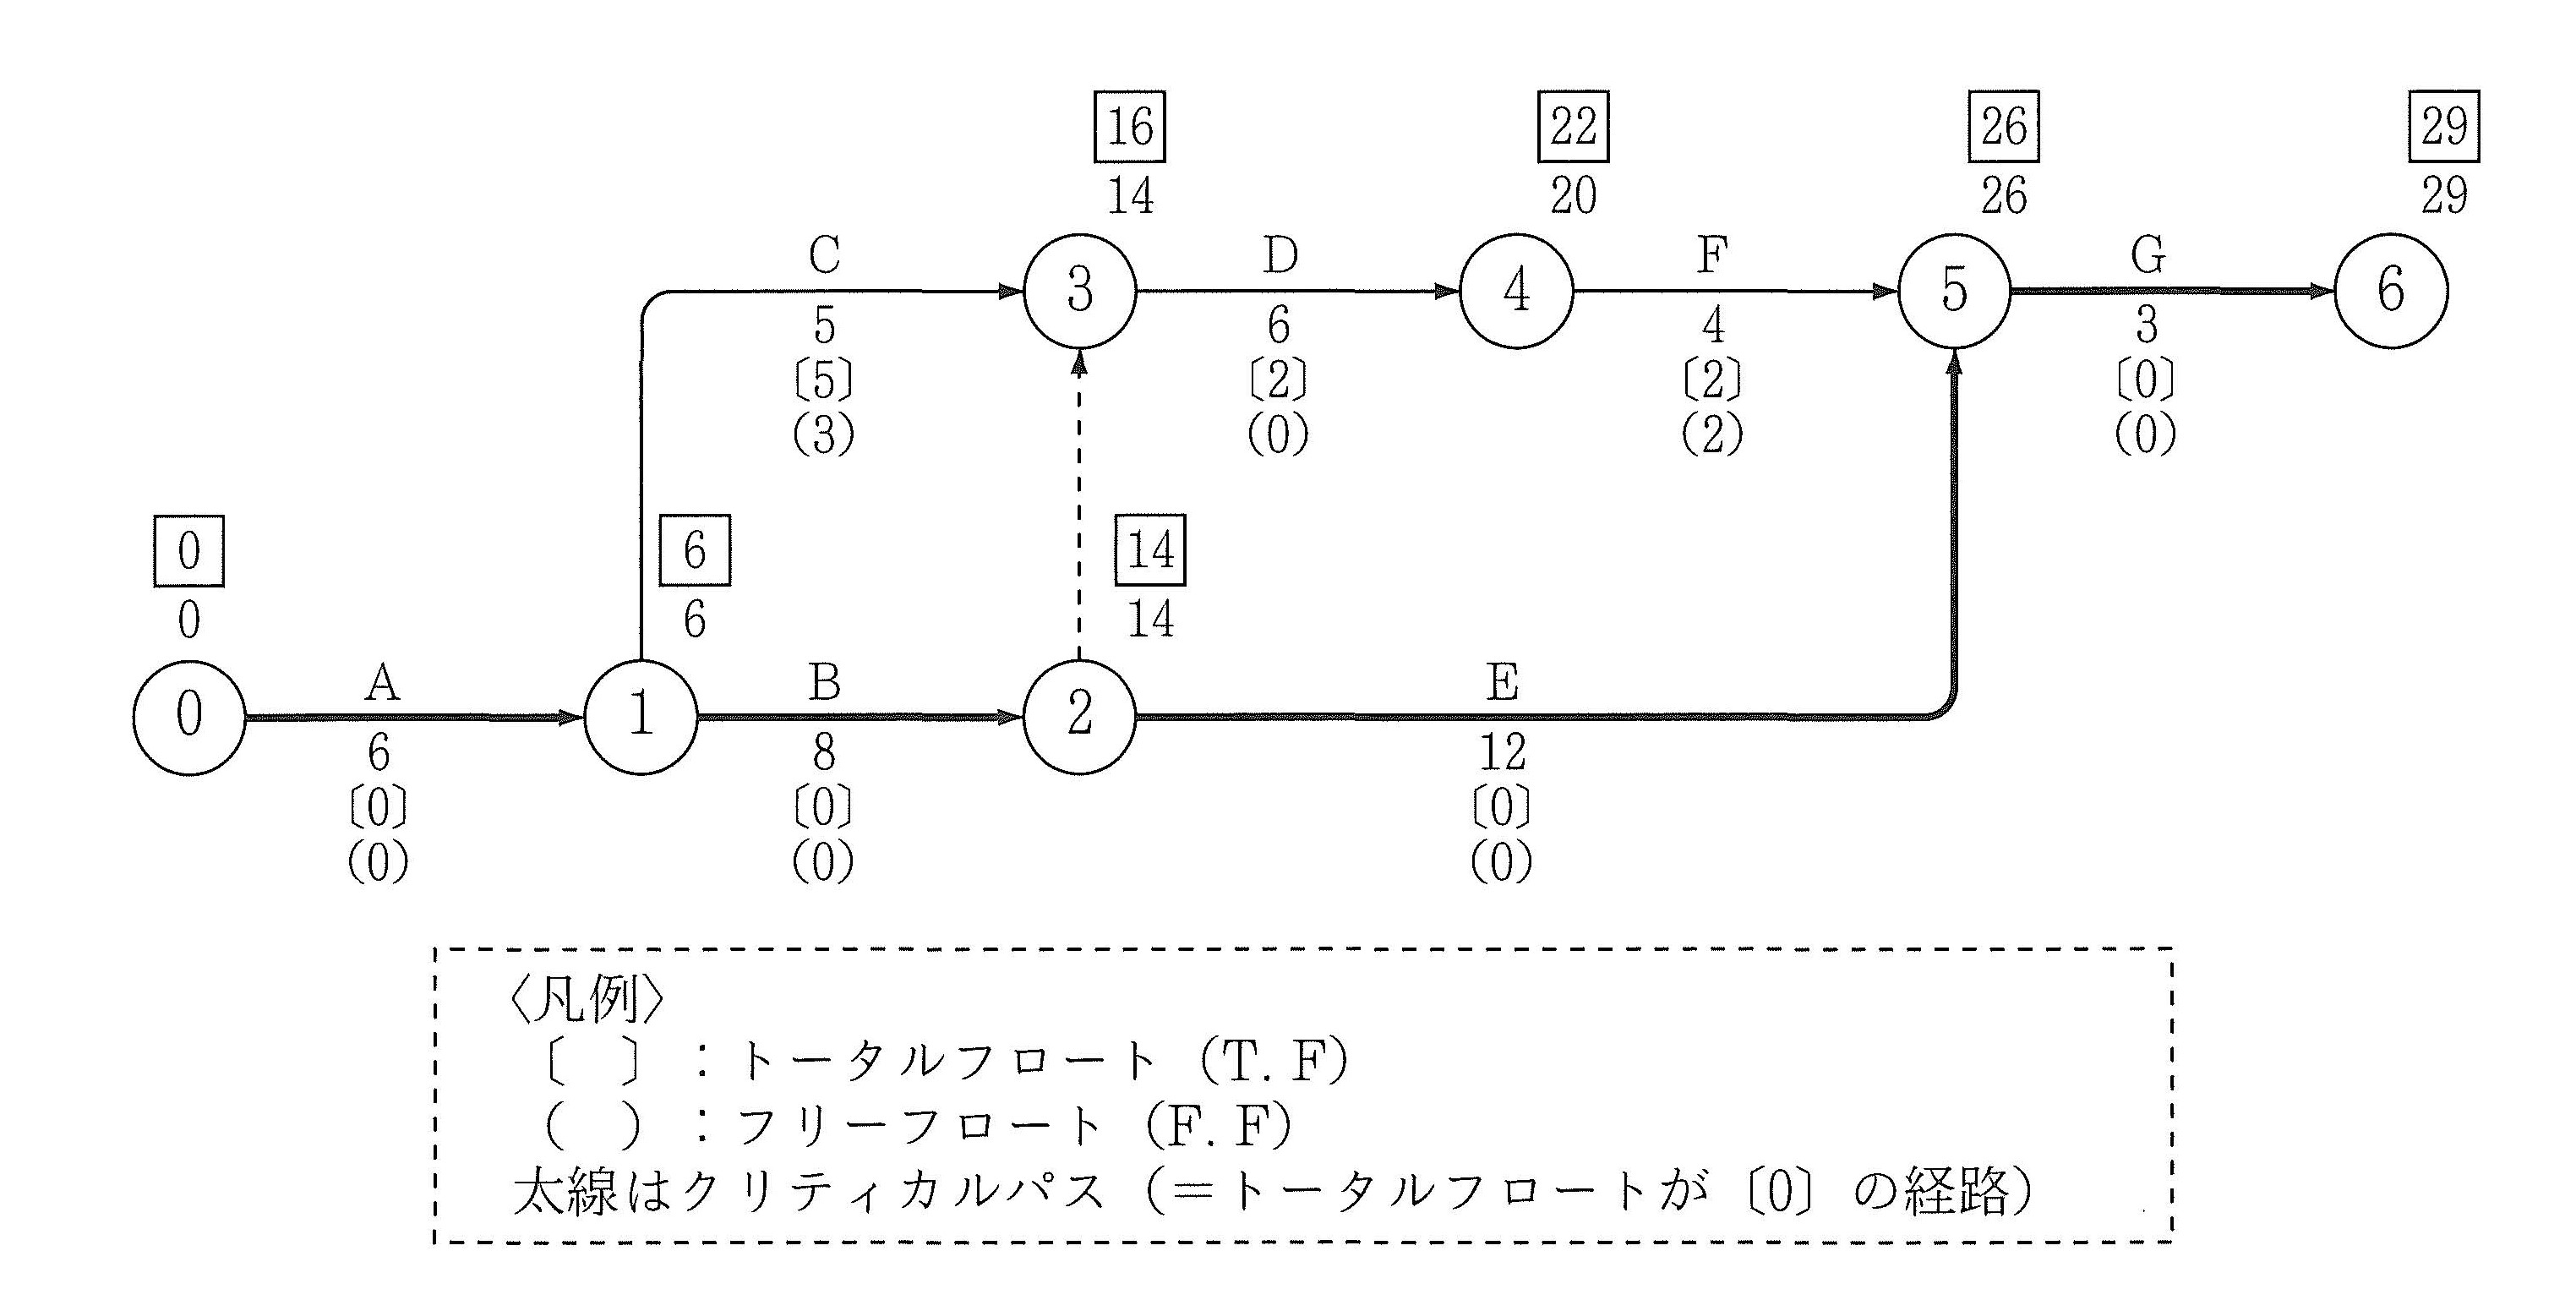 16 22 26 29
14 20 26 29
C D F G
3 4 5 6
5 6 4 3
〔5〕 〔2〕 〔2〕 〔0〕
(3) (0) (2) (0)
0 6 14
0 6 14
A B E
0 1 2
6 8 12
〔0〕 〔0〕 〔0〕
(0) (0) (0)
〈凡例〉
〔 〕：トータルフロート (T. F)
( )：フリーフロート (F. F)
太線はクリティカルパス (＝トータルフロートが〔0〕の経路)